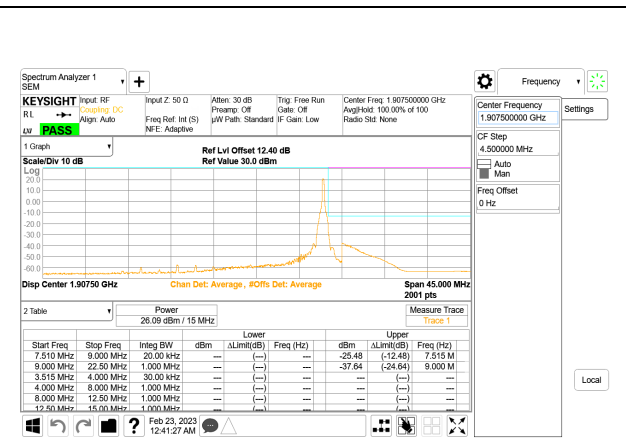 Spectrum Analyzer 1
SEM
Frequency
KEYSIGHT
RL
LXI PASS
Input: RF
Coupling: DC
Align: Auto
Input Z: 50 Ω
Freq Ref: Int (S)
NFE: Adaptive
Atten: 30 dB
Preamp: Off
µW Path: Standard
Trig: Free Run
Gate: Off
IF Gain: Low
Center Freq: 1.907500000 GHz
Avg|Hold: 100.00% of 100
Radio Std: None
Center Frequency
1.907500000 GHz
Settings
CF Step
4.500000 MHz
Auto
Man
Freq Offset
0 Hz
1 Graph
Scale/Div 10 dB
Ref Lvl Offset 12.40 dB
Ref Value 30.0 dBm
Log
20.0
10.0
0.00
-10.0
-20.0
-30.0
-40.0
-50.0
-60.0
Disp Center 1.90750 GHz
Chan Det: Average , #Offs Det: Average
Span 45.000 MHz
2001 pts
2 Table
Power
26.09 dBm / 15 MHz
Measure Trace
Trace 1
Lower Upper
Start Freq Stop Freq Integ BW dBm ΔLimit(dB) Freq (Hz) dBm ΔLimit(dB) Freq (Hz)
7.510 MHz 9.000 MHz 20.00 kHz --- (---) --- -25.48 (-12.48) 7.515 M
9.000 MHz 22.50 MHz 1.000 MHz --- (---) --- -37.64 (-24.64) 9.000 M
3.515 MHz 4.000 MHz 30.00 kHz --- (---) --- --- (---) ---
4.000 MHz 8.000 MHz 1.000 MHz --- (---) --- --- (---) ---
8.000 MHz 12.50 MHz 1.000 MHz --- (---) --- --- (---) ---
12.50 MHz 15.00 MHz 1.000 MHz --- (---) --- --- (---) ---
Local
?
Feb 23, 2023
12:41:27 AM